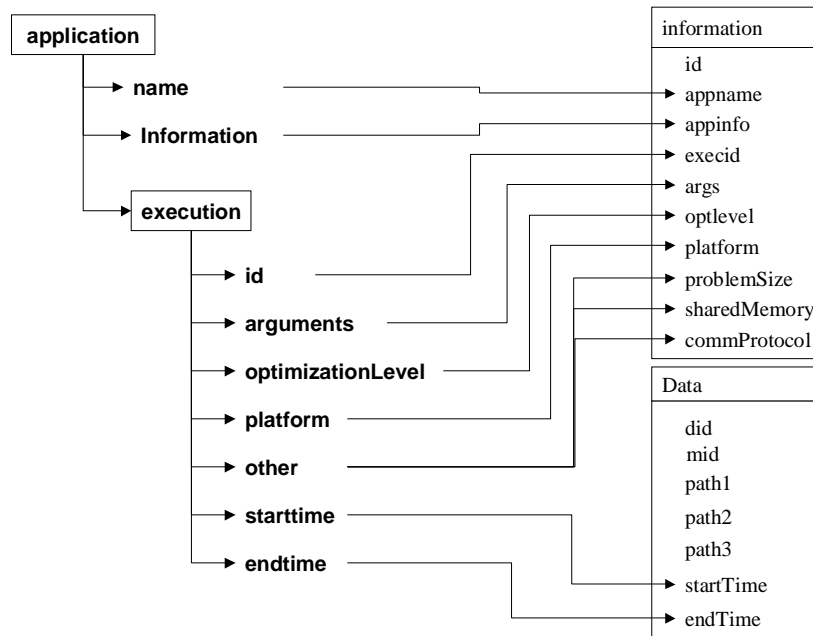 application
name
Information
execution
id
arguments
optimizationLevel
platform
other
starttime
endtime
information
id
appname
appinfo
execid
args
optlevel
platform
problemSize
sharedMemory
commProtocol
Data
did
mid
path1
path2
path3
startTime
endTime